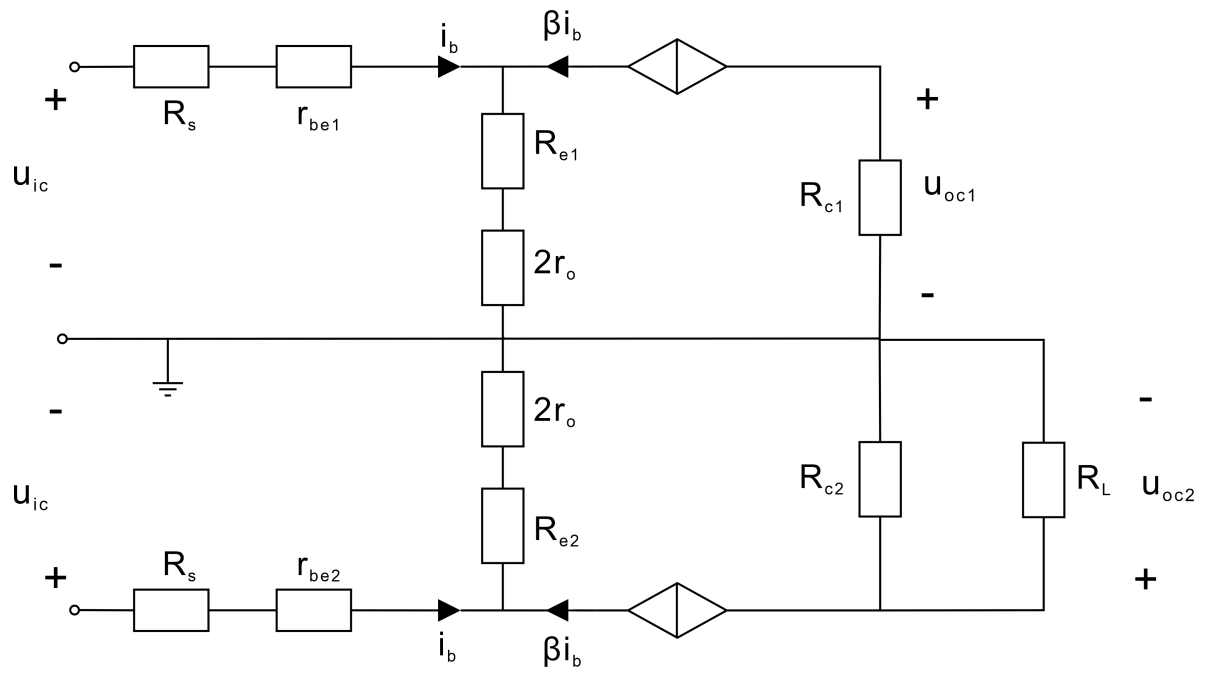 i_b βi_b
+ R_s r_be1 R_e1 +
u_ic R_c1 u_oc1
- 2r_o -
- 2r_o -
u_ic R_c2 R_L u_oc2
+ R_s r_be2 R_e2 +
i_b βi_b